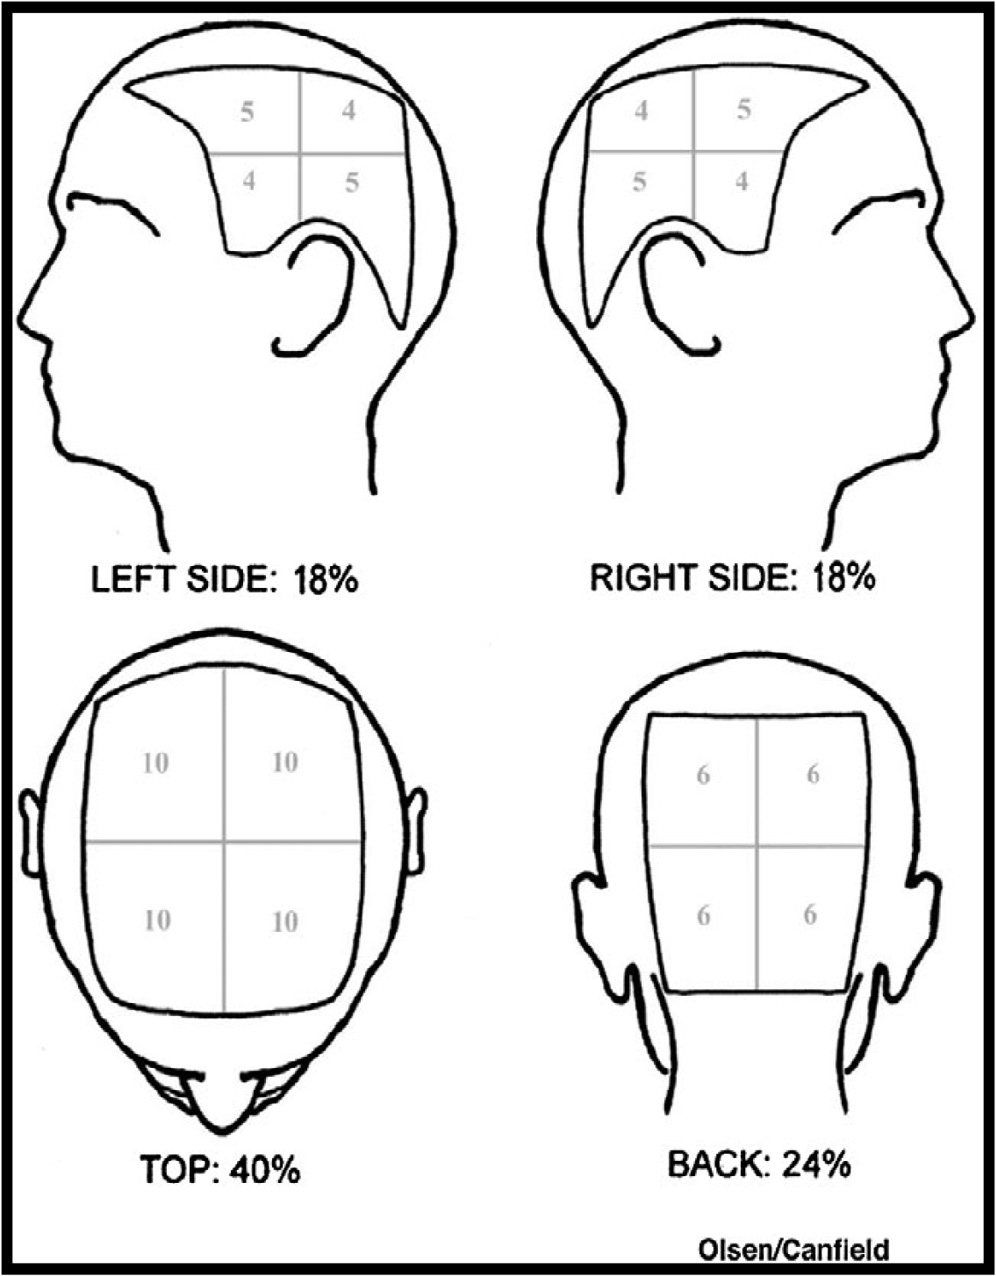 5 4
4 5
4 5
5 4
LEFT SIDE: 18%
RIGHT SIDE: 18%
10 10
10 10
6 6
6 6
TOP: 40%
BACK: 24%
Olsen/Canfield